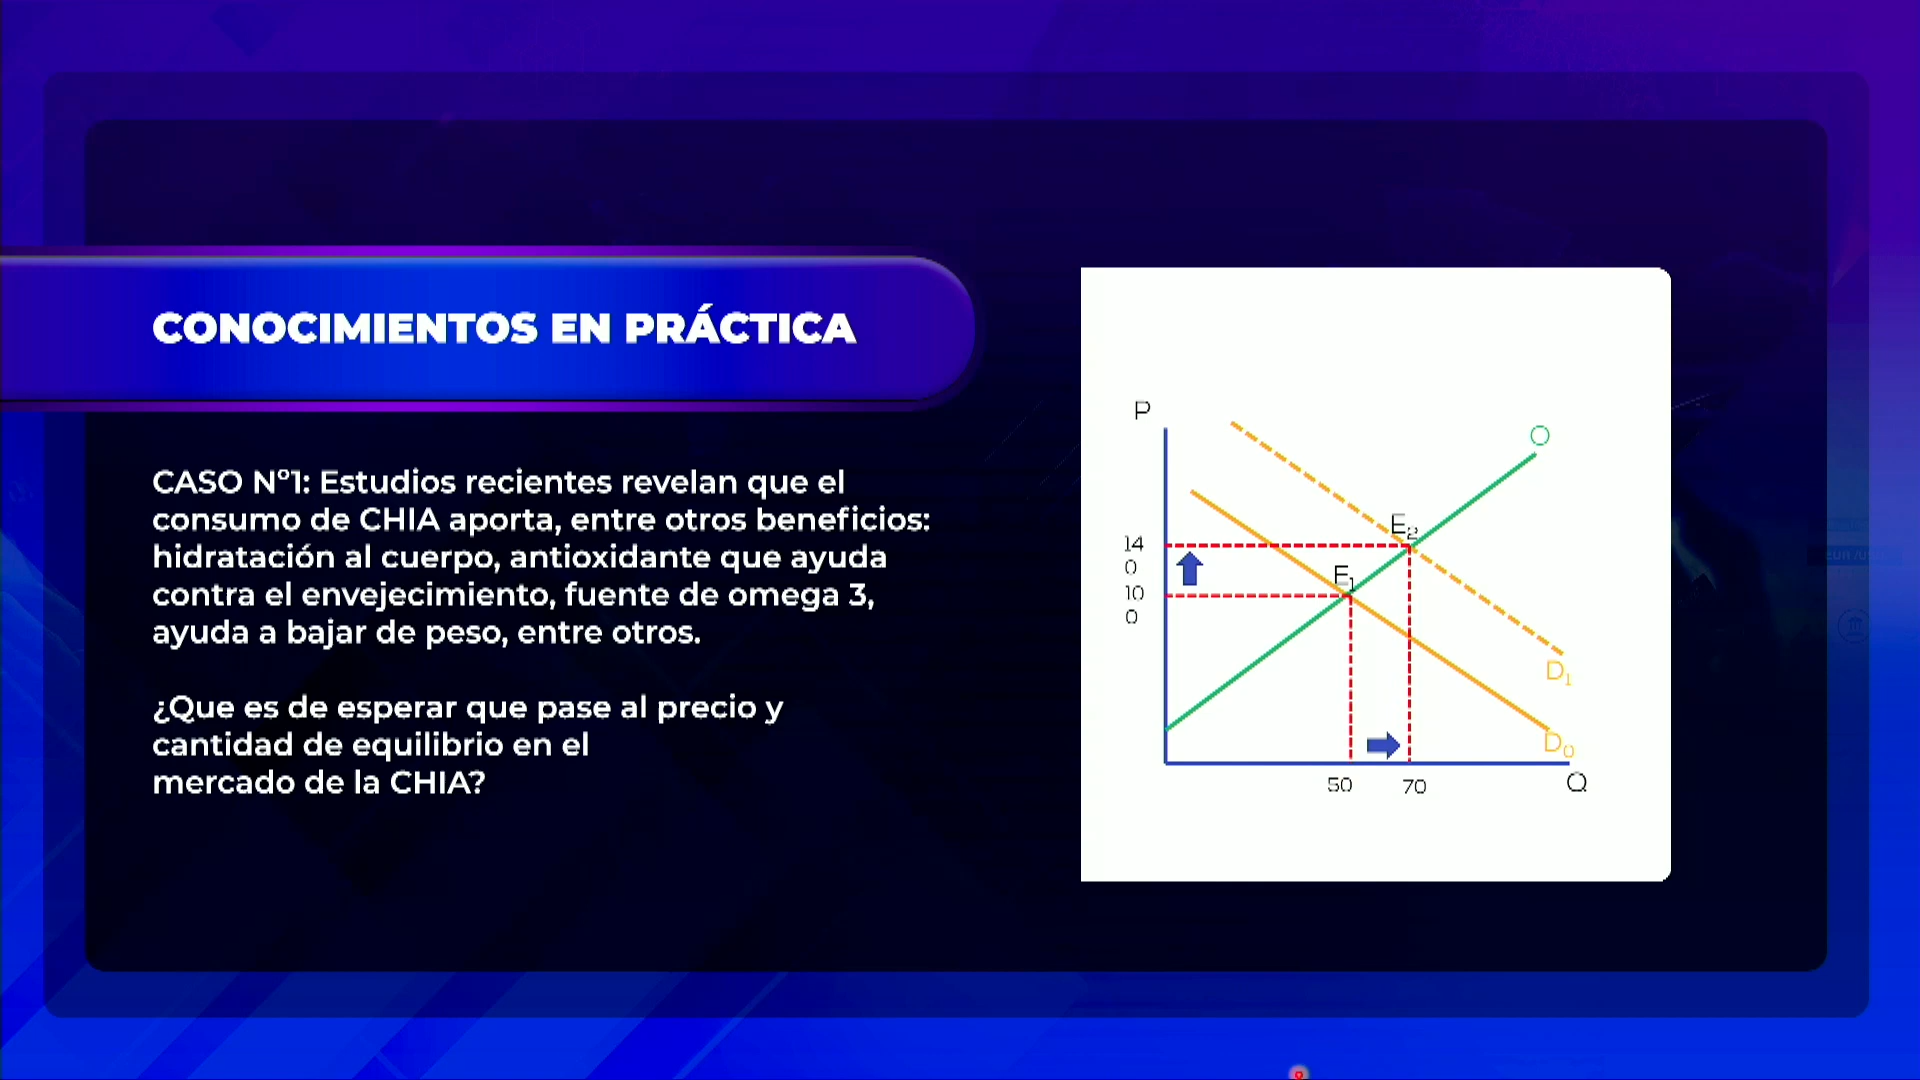 CONOCIMIENTOS EN PRÁCTICA
CASO Nº1: Estudios recientes revelan que el
consumo de CHIA aporta, entre otros beneficios:
hidratación al cuerpo, antioxidante que ayuda
contra el envejecimiento, fuente de omega 3,
ayuda a bajar de peso, entre otros.
¿Que es de esperar que pase al precio y
cantidad de equilibrio en el
mercado de la CHIA?
P
O
E2
14
0
E1
10
0
D1
D0
50
70
Q